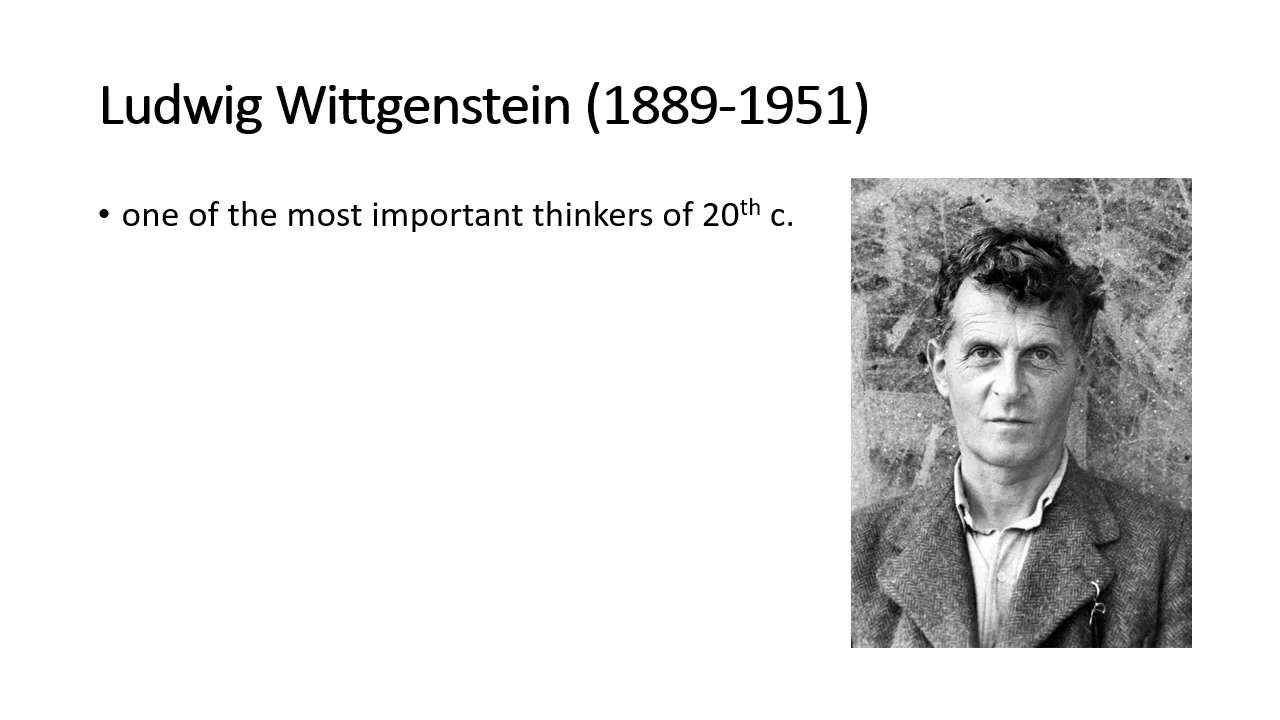 Ludwig Wittgenstein (1889-1951)
• one of the most important thinkers of 20th c.